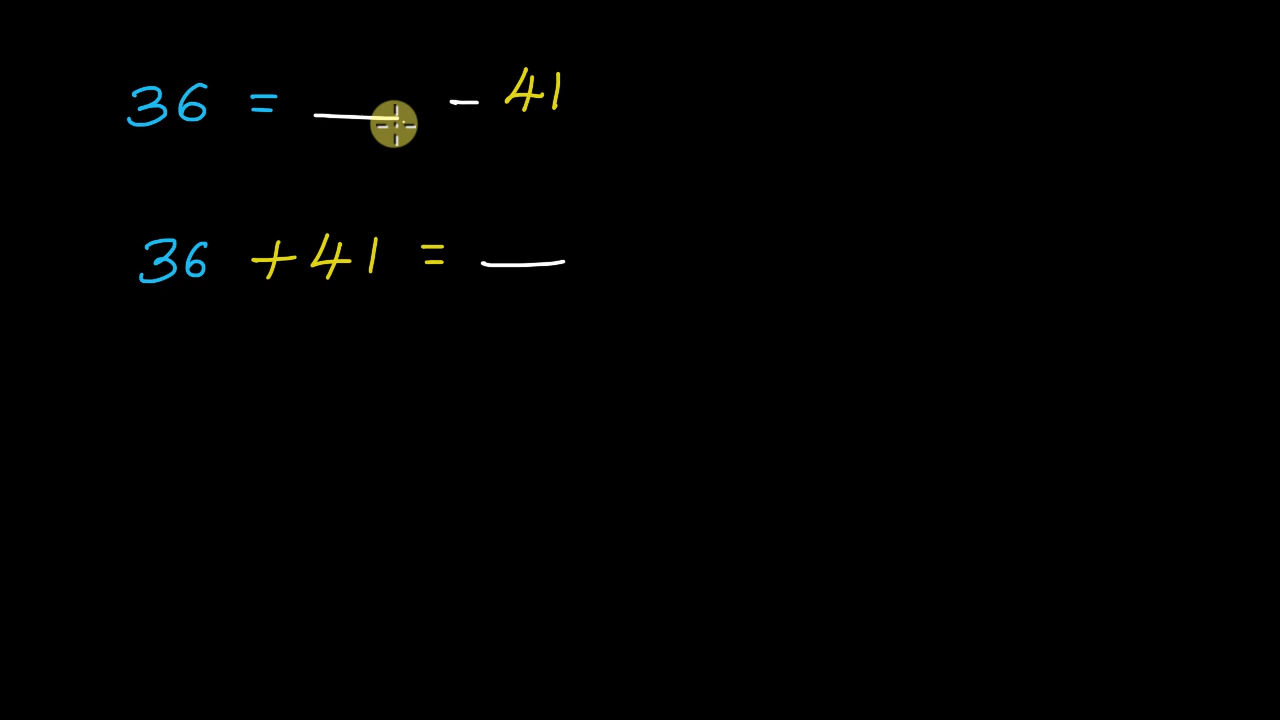 36 = ___ - 41
36 + 41 = ___